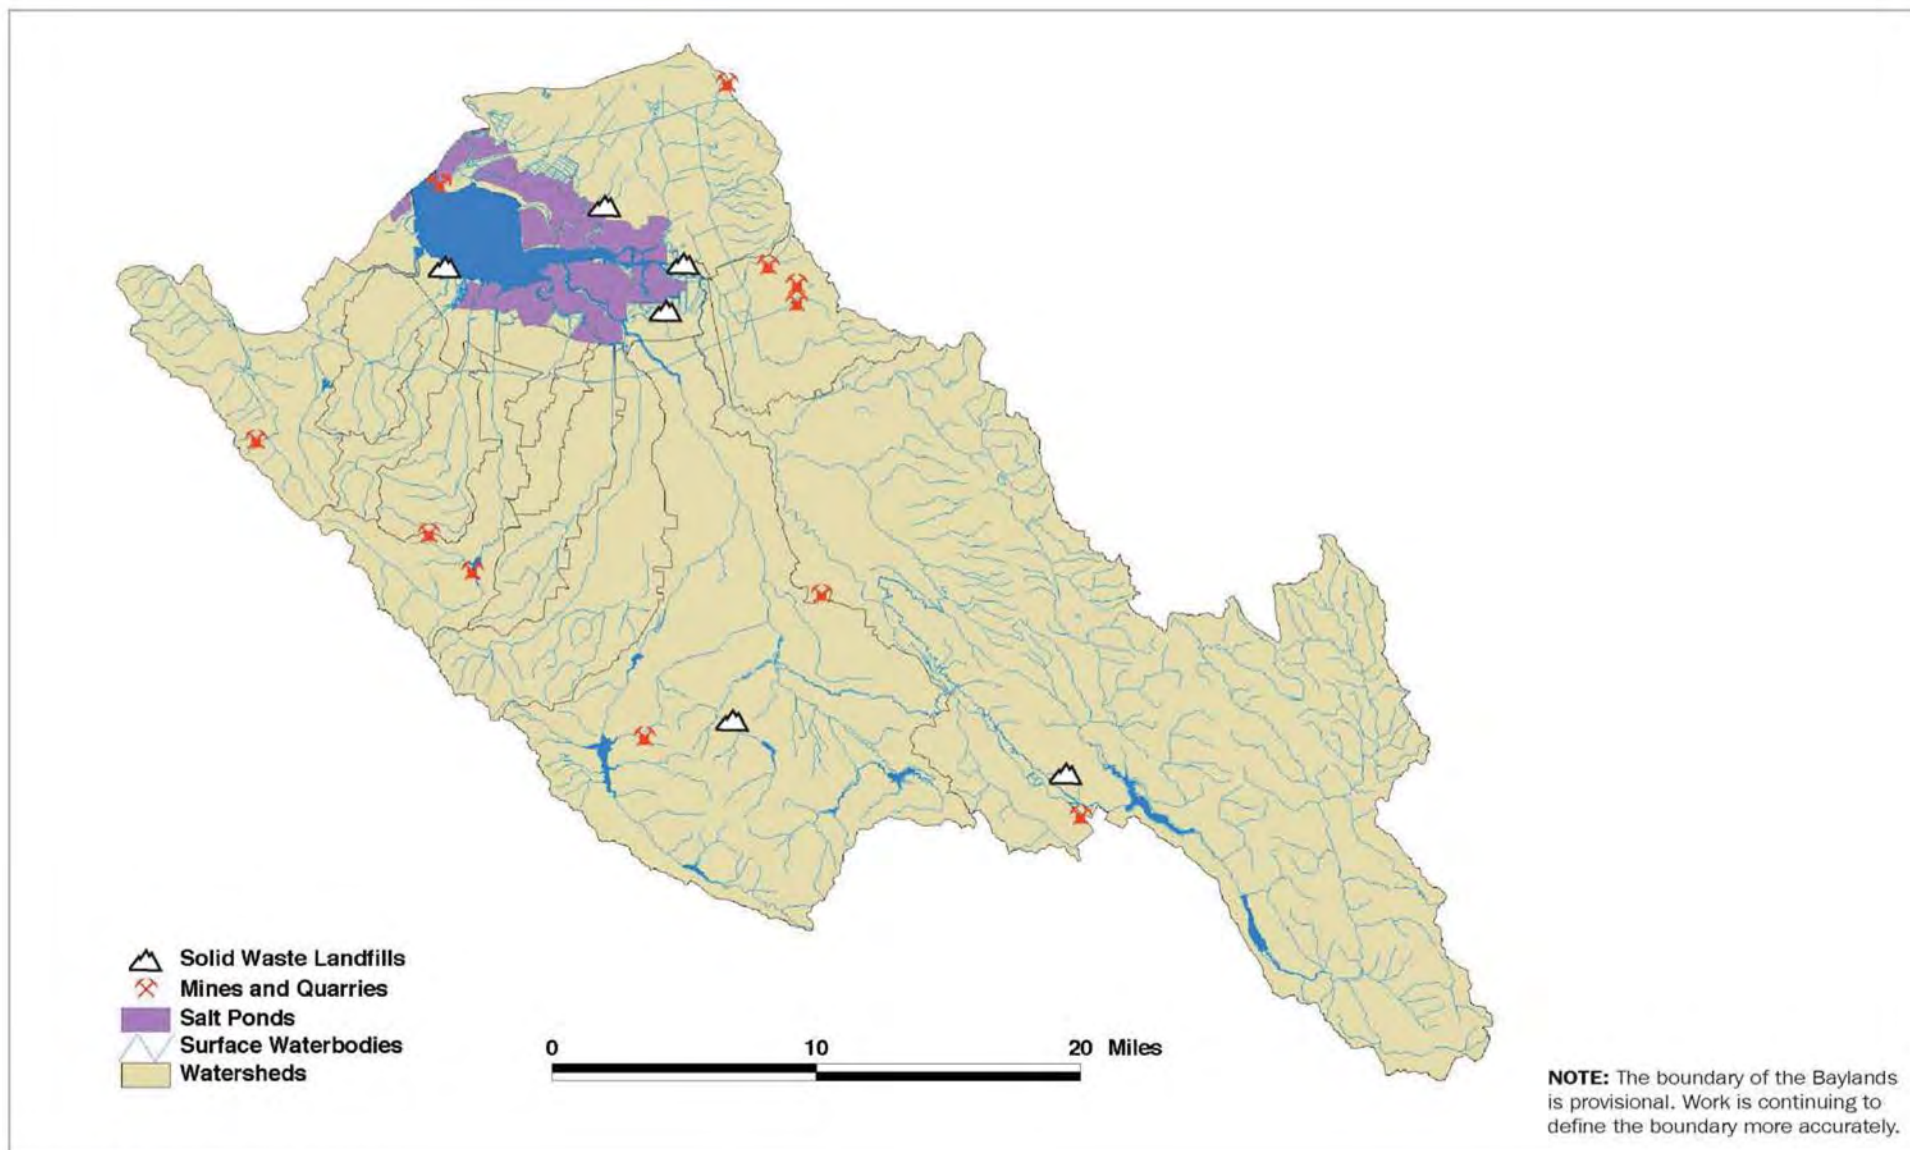 Solid Waste Landfills
Mines and Quarries
Salt Ponds
Surface Waterbodies
Watersheds
0 10 20 Miles
NOTE: The boundary of the Baylands
is provisional. Work is continuing to
define the boundary more accurately.